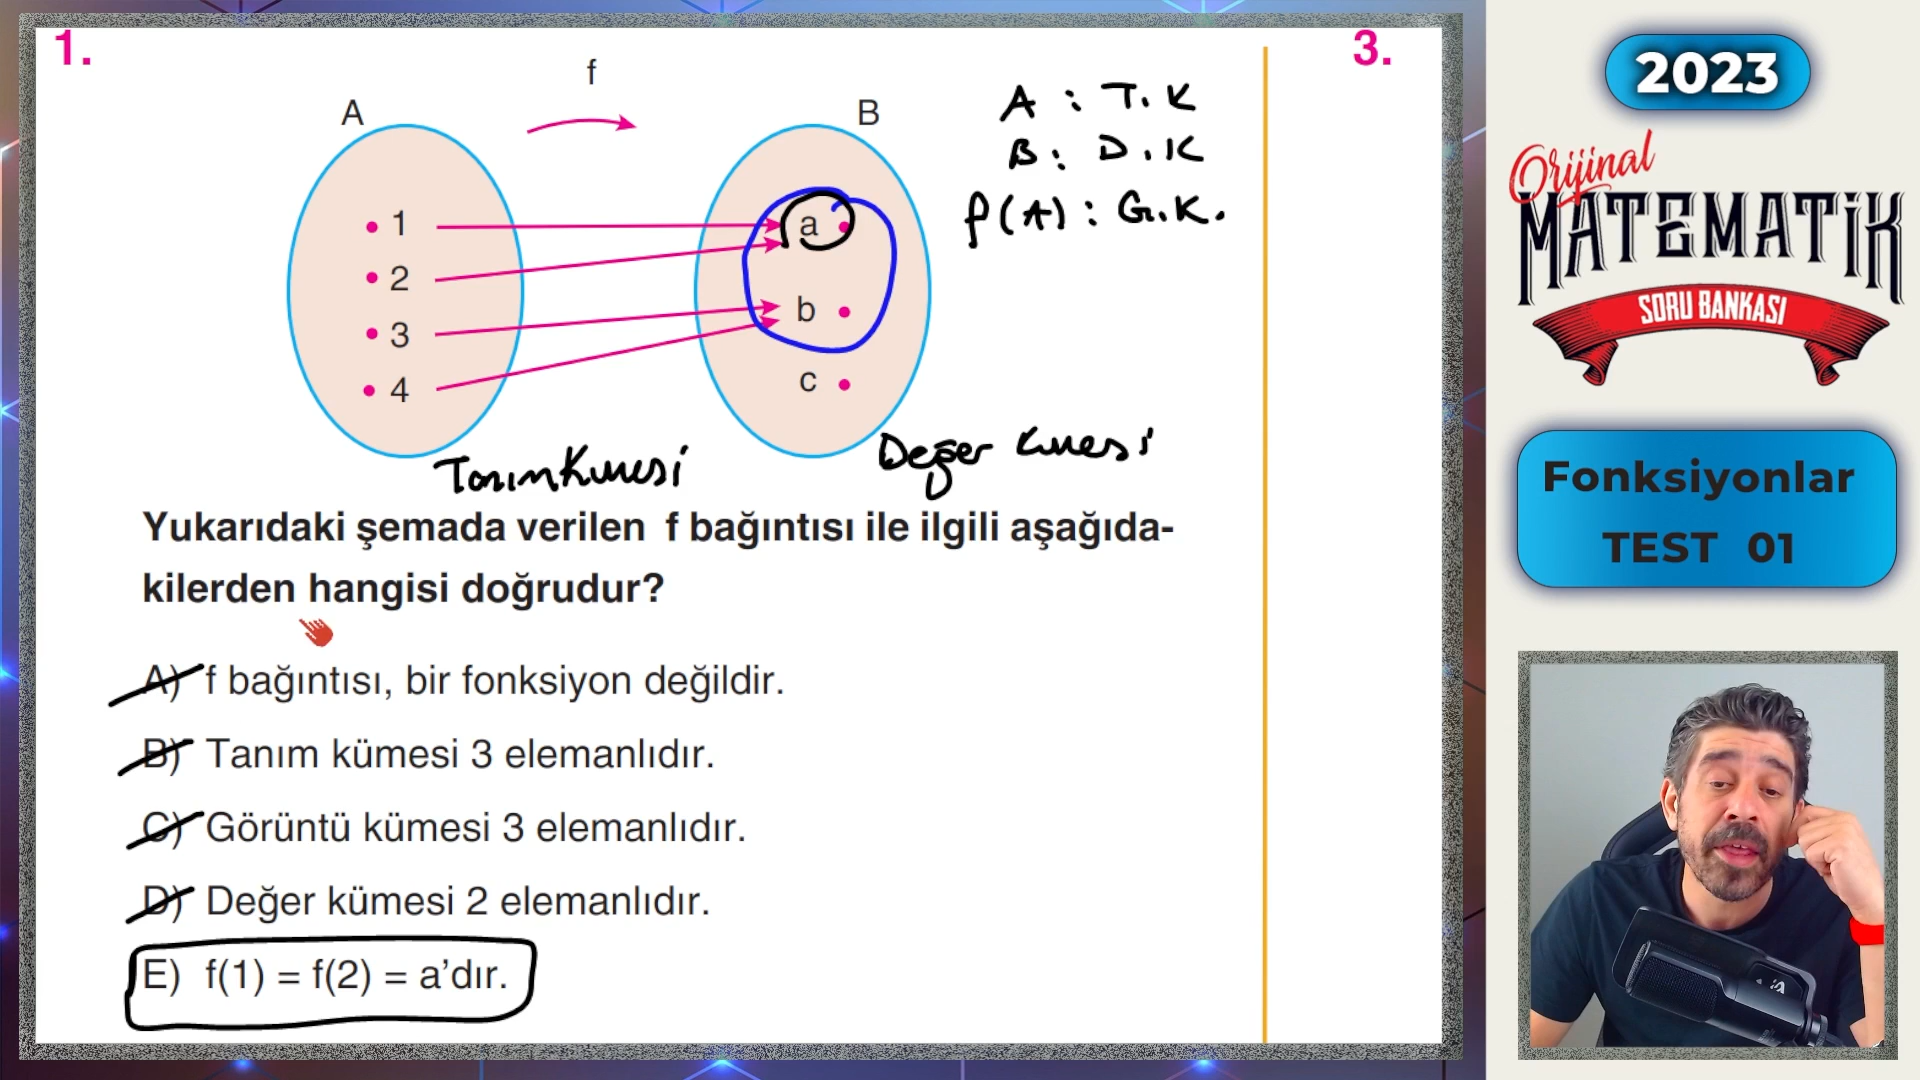 1.
f
A
B
1
2
3
4
a
b
c
A : T.K
B : D.K
f(A) : G.K.
Tanım Kümesi
Değer Kümesi
Yukarıdaki şemada verilen f bağıntısı ile ilgili aşağıda-
kilerden hangisi doğrudur?
A) f bağıntısı, bir fonksiyon değildir.
B) Tanım kümesi 3 elemanlıdır.
C) Görüntü kümesi 3 elemanlıdır.
D) Değer kümesi 2 elemanlıdır.
E) f(1) = f(2) = a’dır.
3.
2023
Orijinal
MATEMATiK
SORU BANKASI
Fonksiyonlar
TEST 01